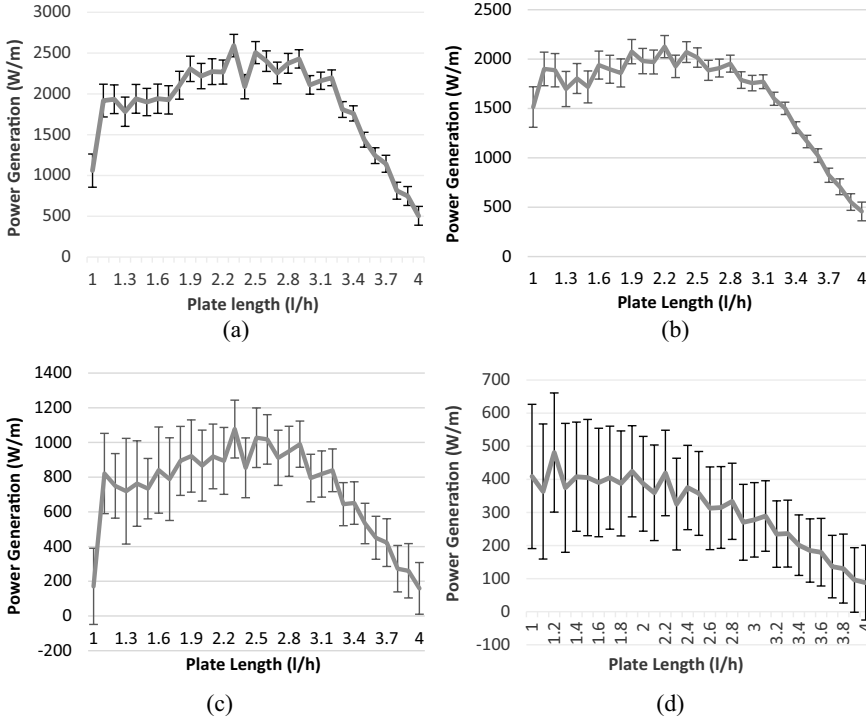 Power Generation (W/m)
3000
2500
2000
1500
1000
500
0
1 1.3 1.6 1.9 2.2 2.5 2.8 3.1 3.4 3.7 4
Plate length (l/h)
(a)
Power Generation (W/m)
2500
2000
1500
1000
500
0
1 1.3 1.6 1.9 2.2 2.5 2.8 3.1 3.4 3.7 4
Plate Length (l/h)
(b)
Power Generation (W/m)
1400
1200
1000
800
600
400
200
0
-200
1 1.3 1.6 1.9 2.2 2.5 2.8 3.1 3.4 3.7 4
Plate Length (l/h)
(c)
Power Generation (W/m)
700
600
500
400
300
200
100
0
-100
1 1.2 1.4 1.6 1.8 2 2.2 2.4 2.6 2.8 3 3.2 3.4 3.6 3.8 4
Plate Length (l/h)
(d)